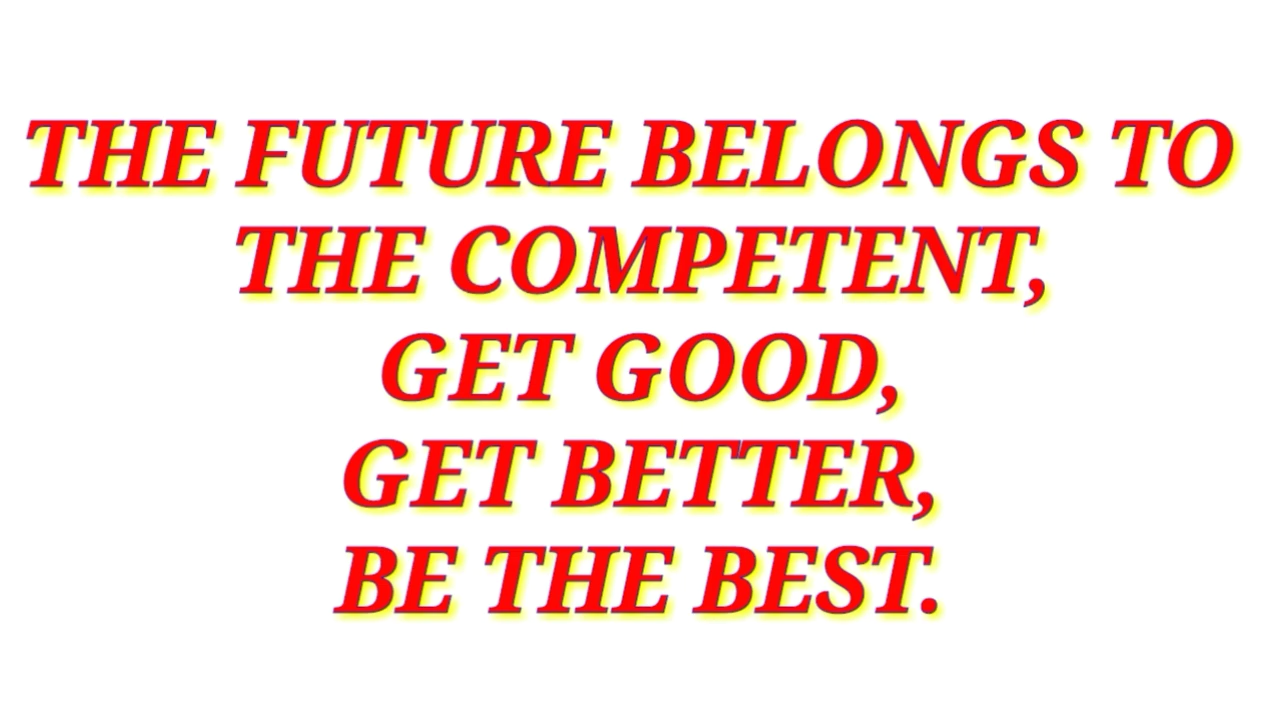 THE FUTURE BELONGS TO
THE COMPETENT,
GET GOOD,
GET BETTER,
BE THE BEST.